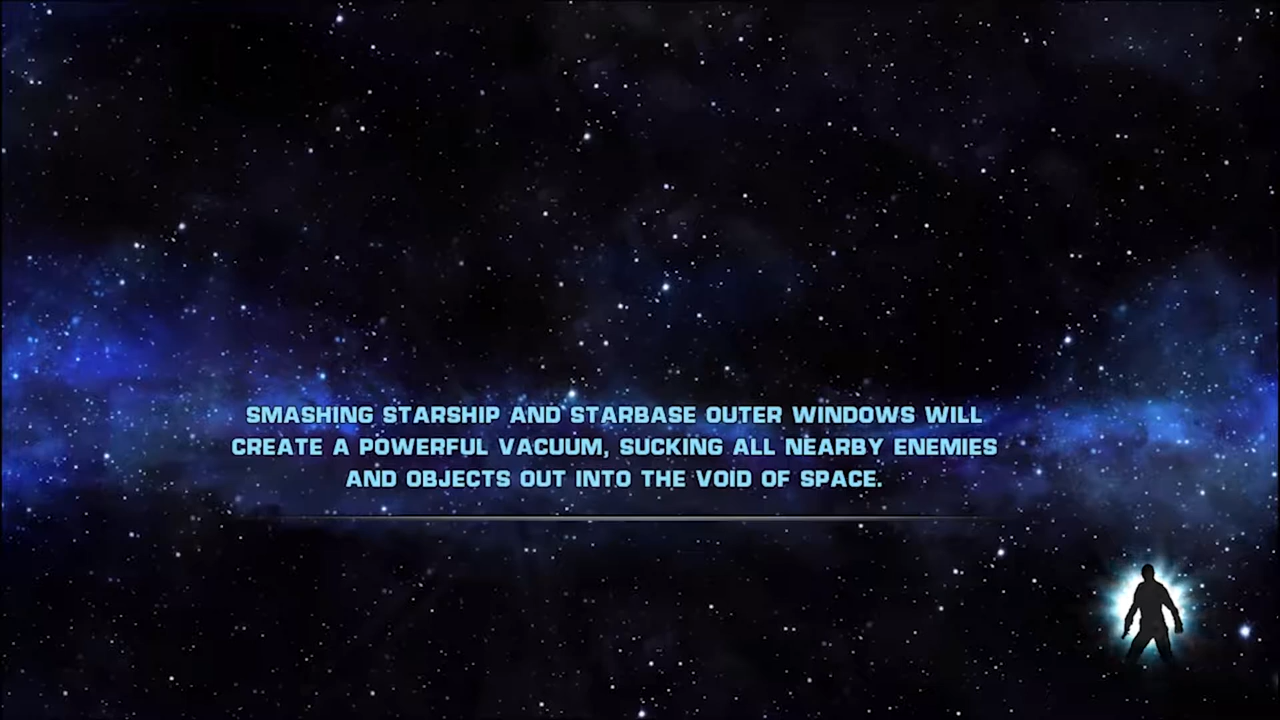 SMASHING STARSHIP AND STARBASE OUTER WINDOWS WILL
CREATE A POWERFUL VACUUM, SUCKING ALL NEARBY ENEMIES
AND OBJECTS OUT INTO THE VOID OF SPACE.